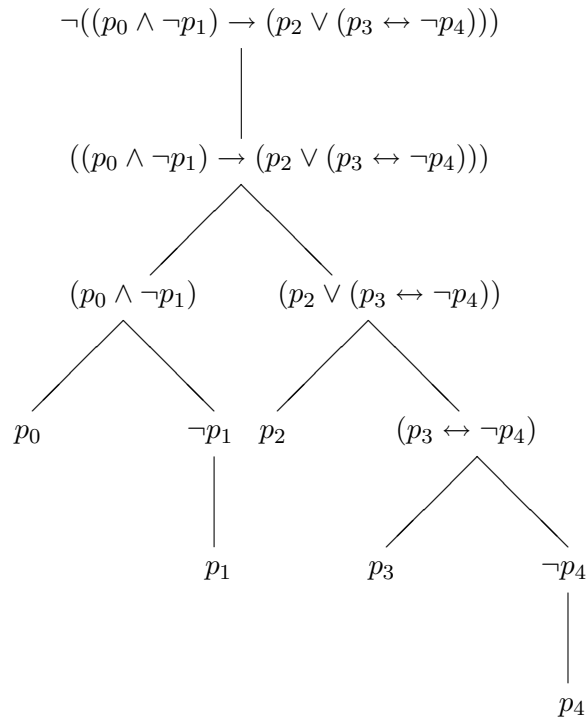 ¬((p₀ ∧ ¬p₁) → (p₂ ∨ (p₃ ↔ ¬p₄)))
((p₀ ∧ ¬p₁) → (p₂ ∨ (p₃ ↔ ¬p₄)))
(p₀ ∧ ¬p₁) (p₂ ∨ (p₃ ↔ ¬p₄))
p₀ ¬p₁ p₂ (p₃ ↔ ¬p₄)
p₁ p₃ ¬p₄
p₄